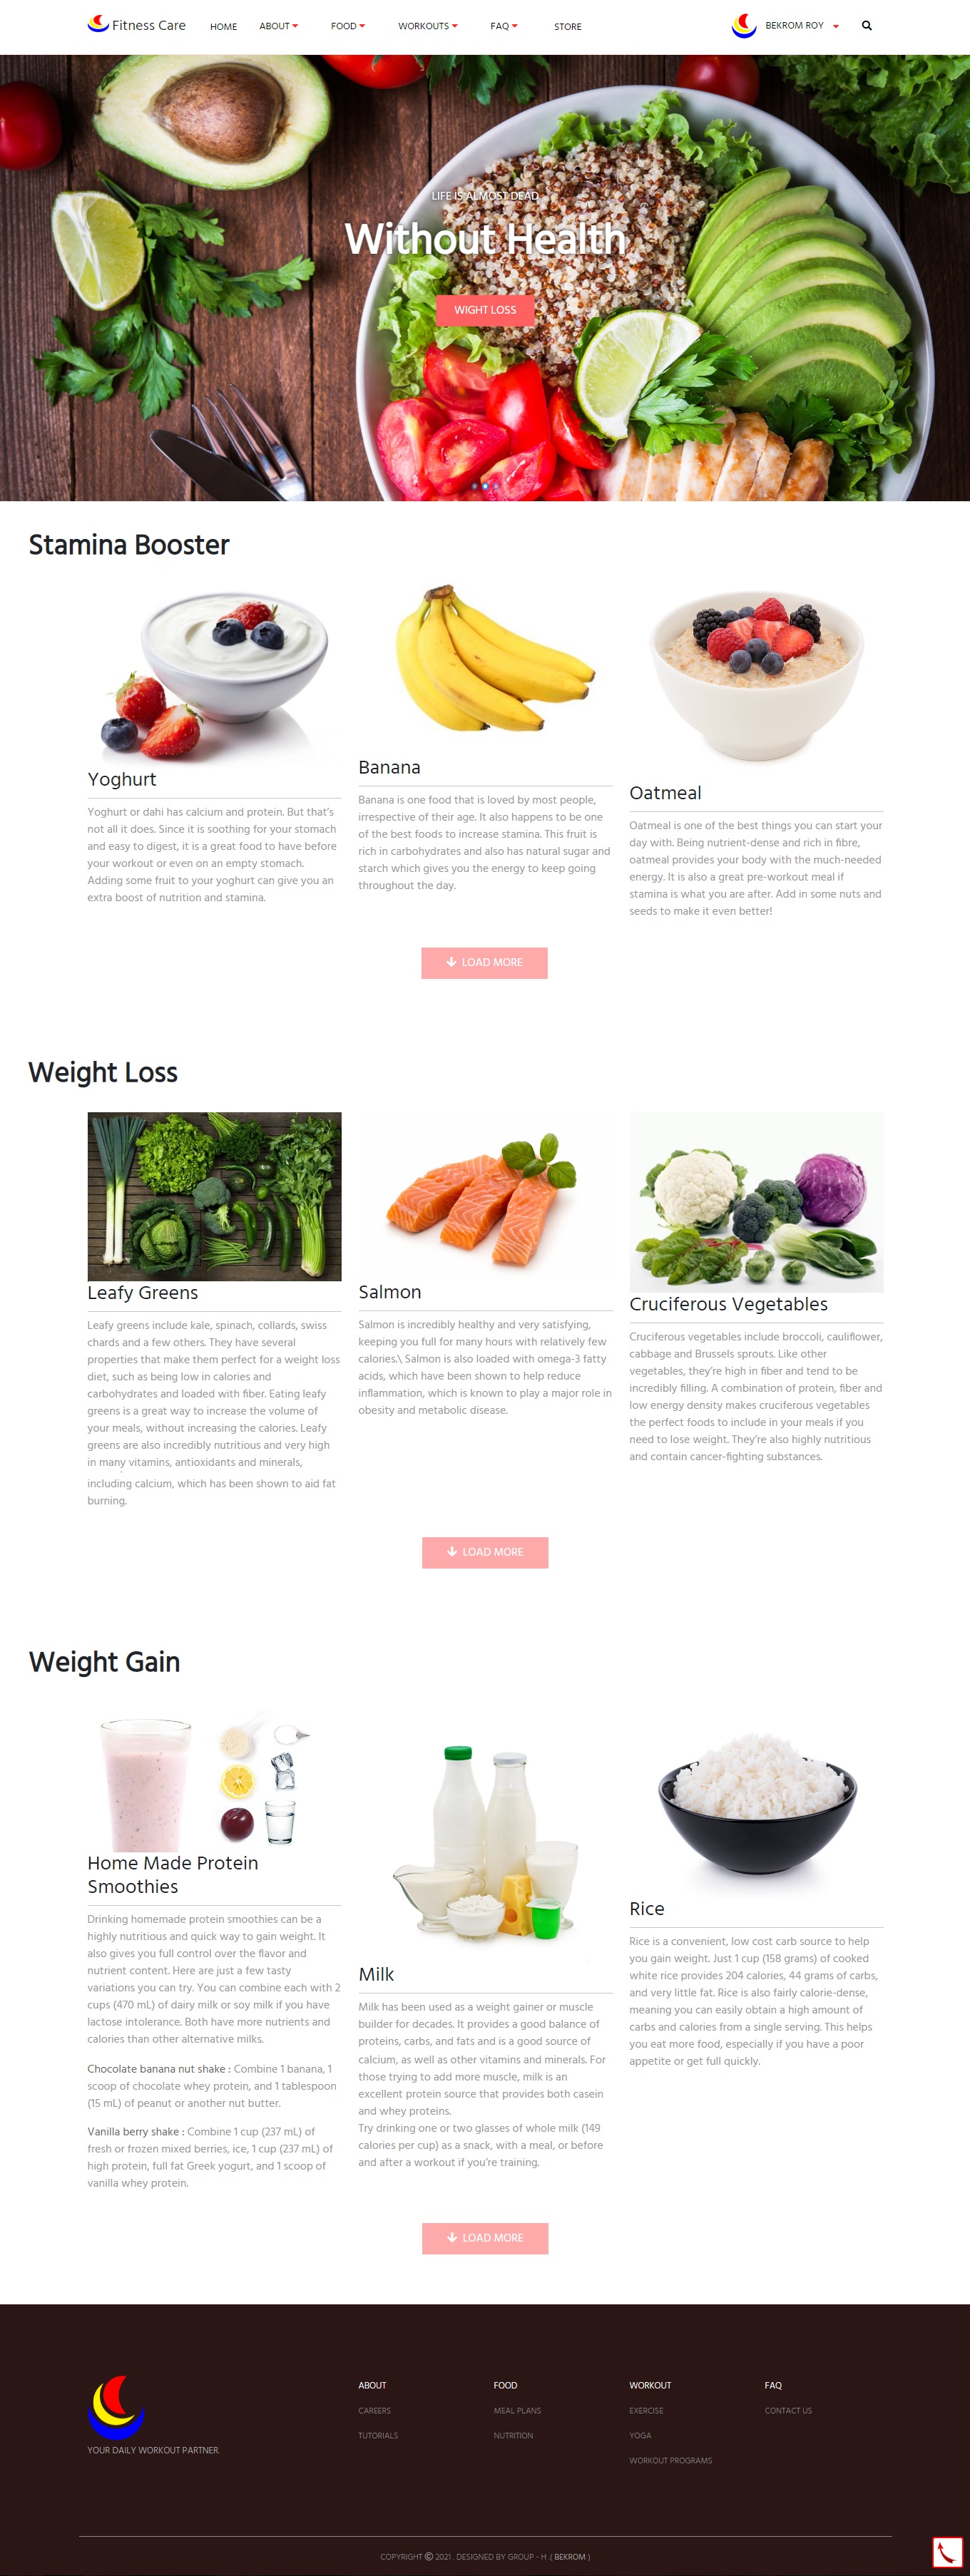 Fitness Care HOME ABOUT FOOD WORKOUTS FAQ STORE BEKROM ROY
LIFE IS ALMOST DEAD
Without Health
WIGHT LOSS
Stamina Booster
Yoghurt
Yoghurt or dahi has calcium and protein. But that’s
not all it does. Since it is soothing for your stomach
and easy to digest, it is a great food to have before
your workout or even on an empty stomach.
Adding some fruit to your yoghurt can give you an
extra boost of nutrition and stamina.
Banana
Banana is one food that is loved by most people,
irrespective of their age. It also happens to be one
of the best foods to increase stamina. This fruit is
rich in carbohydrates and also has natural sugar and
starch which gives you the energy to keep going
throughout the day.
Oatmeal
Oatmeal is one of the best things you can start your
day with. Being nutrient-dense and rich in fibre,
oatmeal provides your body with the much-needed
energy. It is also a great pre-workout meal if
stamina is what you are after. Add in some nuts and
seeds to make it even better!
LOAD MORE
Weight Loss
Leafy Greens
Leafy greens include kale, spinach, collards, swiss
chards and a few others. They have several
properties that make them perfect for a weight loss
diet, such as being low in calories and
carbohydrates and loaded with fiber. Eating leafy
greens is a great way to increase the volume of
your meals, without increasing the calories. Leafy
greens are also incredibly nutritious and very high
in many vitamins, antioxidants and minerals,
including calcium, which has been shown to aid fat
burning.
Salmon
Salmon is incredibly healthy and very satisfying,
keeping you full for many hours with relatively few
calories.\ Salmon is also loaded with omega-3 fatty
acids, which have been shown to help reduce
inflammation, which is known to play a major role in
obesity and metabolic disease.
Cruciferous Vegetables
Cruciferous vegetables include broccoli, cauliflower,
cabbage and Brussels sprouts. Like other
vegetables, they’re high in fiber and tend to be
incredibly filling. A combination of protein, fiber and
low energy density makes cruciferous vegetables
the perfect foods to include in your meals if you
need to lose weight. They’re also highly nutritious
and contain cancer-fighting substances.
LOAD MORE
Weight Gain
Home Made Protein
Smoothies
Drinking homemade protein smoothies can be a
highly nutritious and quick way to gain weight. It
also gives you full control over the flavor and
nutrient content. Here are just a few tasty
variations you can try. You can combine each with 2
cups (470 mL) of dairy milk or soy milk if you have
lactose intolerance. Both have more nutrients and
calories than other alternative milks.
Chocolate banana nut shake : Combine 1 banana, 1
scoop of chocolate whey protein, and 1 tablespoon
(15 mL) of peanut or another nut butter.
Vanilla berry shake : Combine 1 cup (237 mL) of
fresh or frozen mixed berries, ice, 1 cup (237 mL) of
high protein, full fat Greek yogurt, and 1 scoop of
vanilla whey protein.
Milk
Milk has been used as a weight gainer or muscle
builder for decades. It provides a good balance of
proteins, carbs, and fats and is a good source of
calcium, as well as other vitamins and minerals. For
those trying to add more muscle, milk is an
excellent protein source that provides both casein
and whey proteins.
Try drinking one or two glasses of whole milk (149
calories per cup) as a snack, with a meal, or before
and after a workout if you’re training.
Rice
Rice is a convenient, low cost carb source to help
you gain weight. Just 1 cup (158 grams) of cooked
white rice provides 204 calories, 44 grams of carbs,
and very little fat. Rice is also fairly calorie-dense,
meaning you can easily obtain a high amount of
carbs and calories from a single serving. This helps
you eat more food, especially if you have a poor
appetite or get full quickly.
LOAD MORE
YOUR DAILY WORKOUT PARTNER.
ABOUT
CAREERS
TUTORIALS
FOOD
MEAL PLANS
NUTRITION
WORKOUT
EXERCISE
YOGA
WORKOUT PROGRAMS
FAQ
CONTACT US
COPYRIGHT © 2021 . DESIGNED BY GROUP - H .( BEKROM )